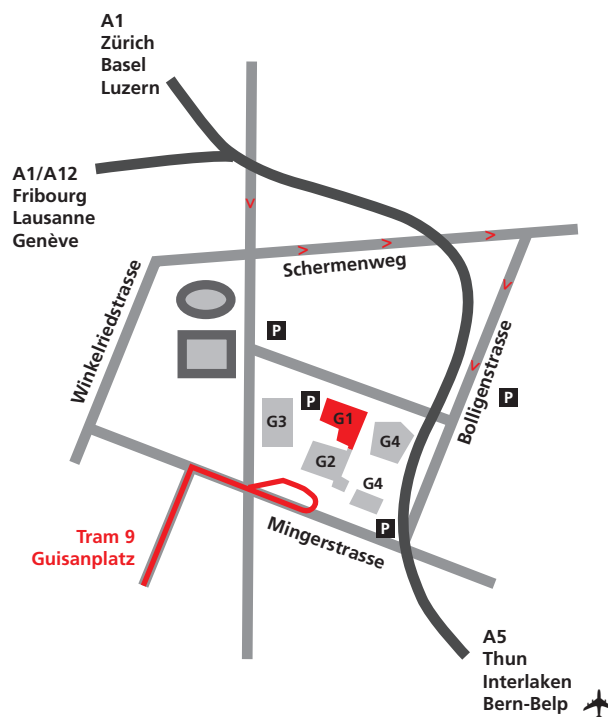 A1
Zürich
Basel
Luzern
A1/A12
Fribourg
Lausanne
Genève
Schermenweg
Winkelriedstrasse
P
Bolligenstrasse
P
P
G1
G3
G4
G2
G4
P
Mingerstrasse
Tram 9
Guisanplatz
A5
Thun
Interlaken
Bern-Belp